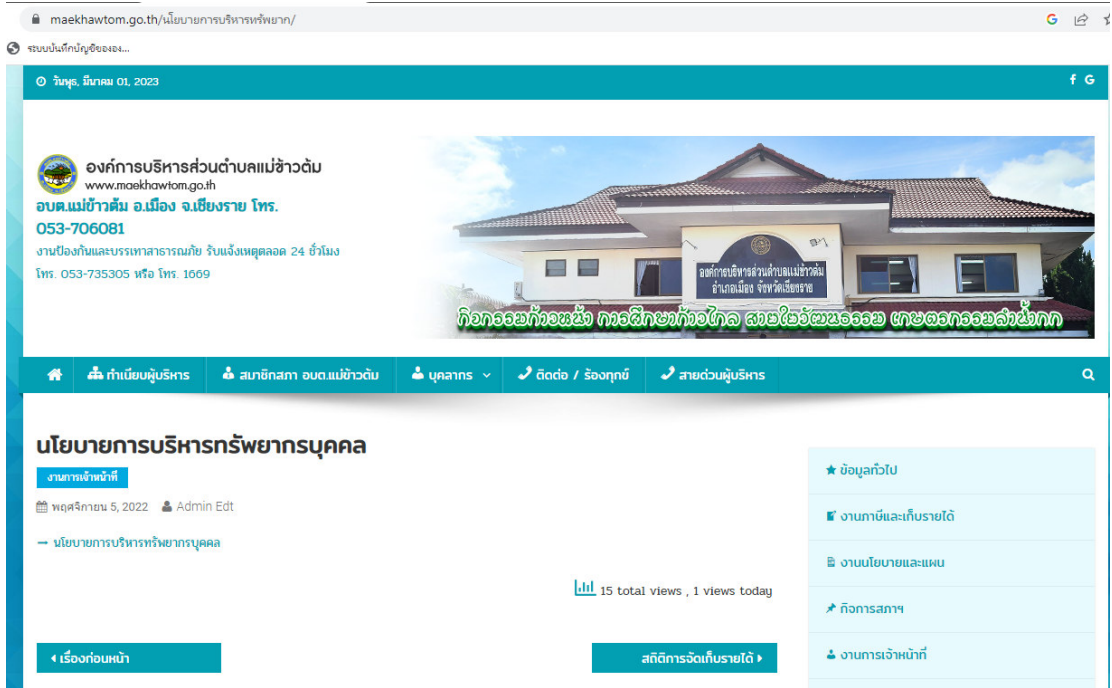 maekhawtom.go.th/นโยบายการบริหารทรัพยาก/
ระบบบันทึกบัญชีขององ...
วันพุธ, มีนาคม 01, 2023
องค์การบริหารส่วนตำบลแม่ข้าวต้ม
www.maekhawtom.go.th
อบต.แม่ข้าวต้ม อ.เมือง จ.เชียงราย โทร.
053-706081
งานป้องกันและบรรเทาสาธารณภัย รับแจ้งเหตุตลอด 24 ชั่วโมง
โทร. 053-735305 หรือ โทร. 1669
องค์การบริหารส่วนตำบลแม่ข้าวต้ม
อำเภอเมือง จังหวัดเชียงราย
กิจกรรมก้าวหน้า การศึกษาก้าวไกล สายใยวัฒนธรรม เกษตรกรรมลำน้ำกก
ทำเนียบผู้บริหาร สมาชิกสภา อบต.แม่ข้าวต้ม บุคลากร ติดต่อ / ร้องทุกข์ สายด่วนผู้บริหาร
นโยบายการบริหารทรัพยากรบุคคล
งานการเจ้าหน้าที่
พฤศจิกายน 5, 2022 Admin Edt
→ นโยบายการบริหารทรัพยากรบุคคล
15 total views , 1 views today
เรื่องก่อนหน้า
สถิติการจัดเก็บรายได้
ข้อมูลทั่วไป
งานภาษีและเก็บรายได้
งานนโยบายและแผน
กิจการสภาฯ
งานการเจ้าหน้าที่